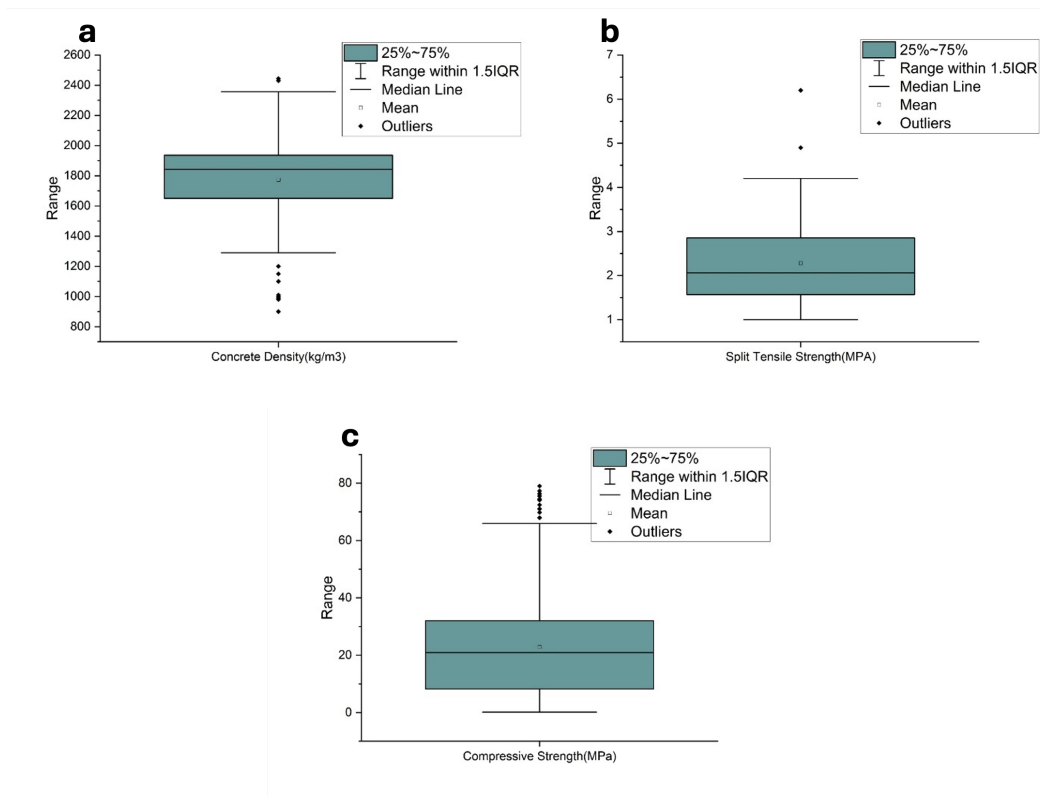 a
25%~75%
Range within 1.5IQR
Median Line
Mean
Outliers
2600
2400
2200
2000
1800
1600
1400
1200
1000
800
Range
Concrete Density(kg/m3)
b
25%~75%
Range within 1.5IQR
Median Line
Mean
Outliers
7
6
5
4
3
2
1
Range
Split Tensile Strength(MPA)
c
25%~75%
Range within 1.5IQR
Median Line
Mean
Outliers
80
60
40
20
0
Range
Compressive Strength(MPa)